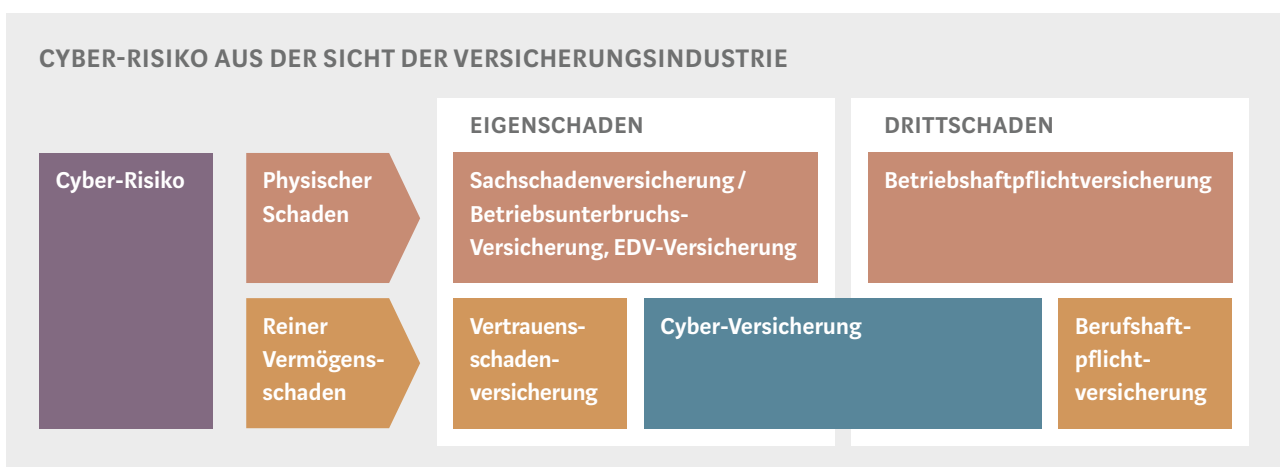 CYBER-RISIKO AUS DER SICHT DER VERSICHERUNGSINDUSTRIE
EIGENSCHADEN
DRITTSCHADEN
Cyber-Risiko
Physischer
Schaden
Sachschadenversicherung /
Betriebsunterbruchs-
Versicherung, EDV-Versicherung
Betriebshaftpflichtversicherung
Reiner
Vermögens-
schaden
Vertrauens-
schaden-
versicherung
Cyber-Versicherung
Berufshaft-
pflicht-
versicherung